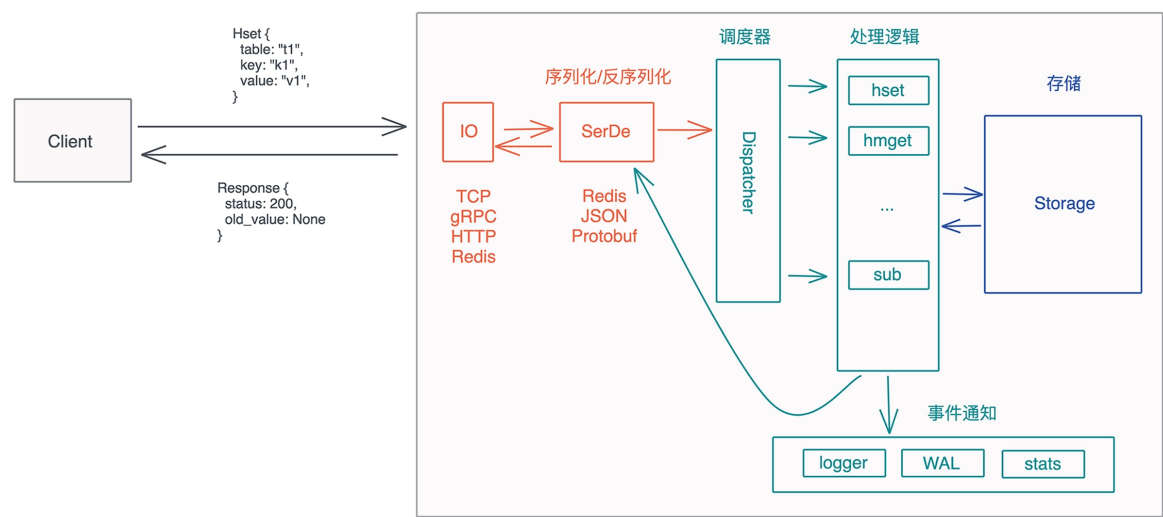 Hset {
table: "t1",
key: "k1",
value: "v1",
}
Client
Response {
status: 200,
old_value: None
}
IO
TCP
gRPC
HTTP
Redis
序列化/反序列化
SerDe
Redis
JSON
Protobuf
调度器
Dispatcher
处理逻辑
hset
hmget
...
sub
存储
Storage
事件通知
logger
WAL
stats